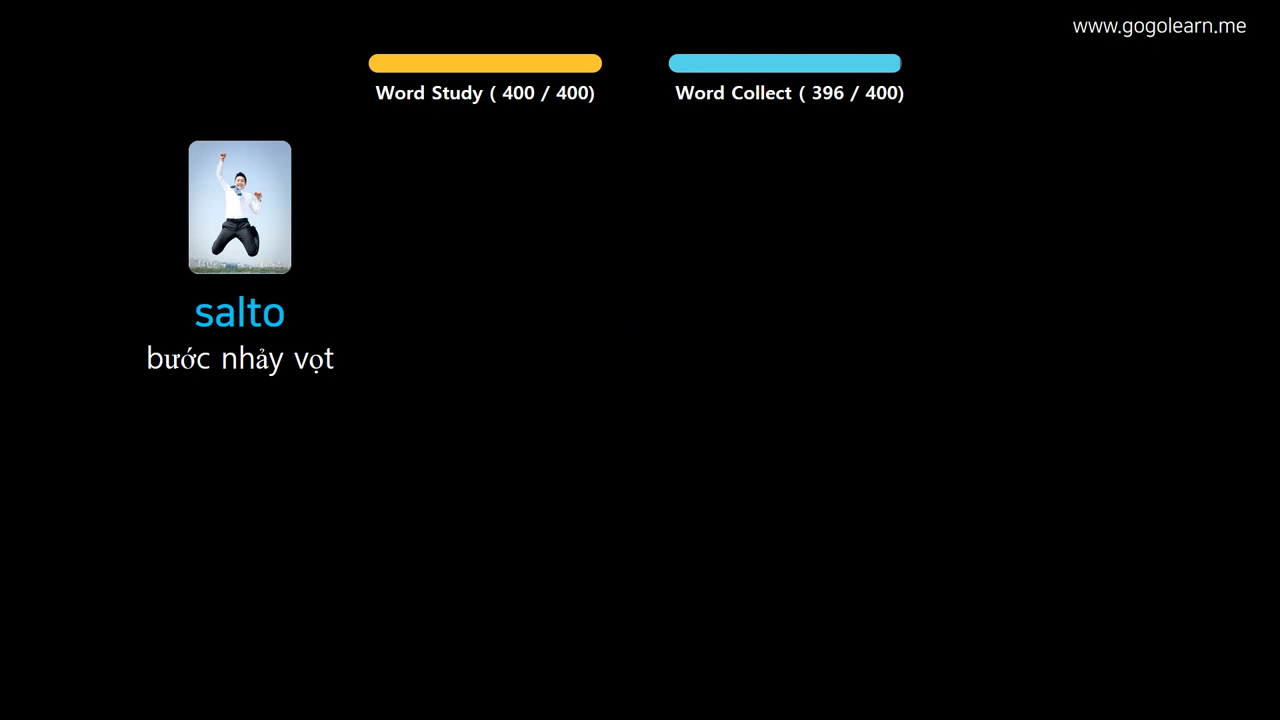 www.gogolearn.me
Word Study ( 400 / 400)
Word Collect ( 396 / 400)
salto
bước nhảy vọt